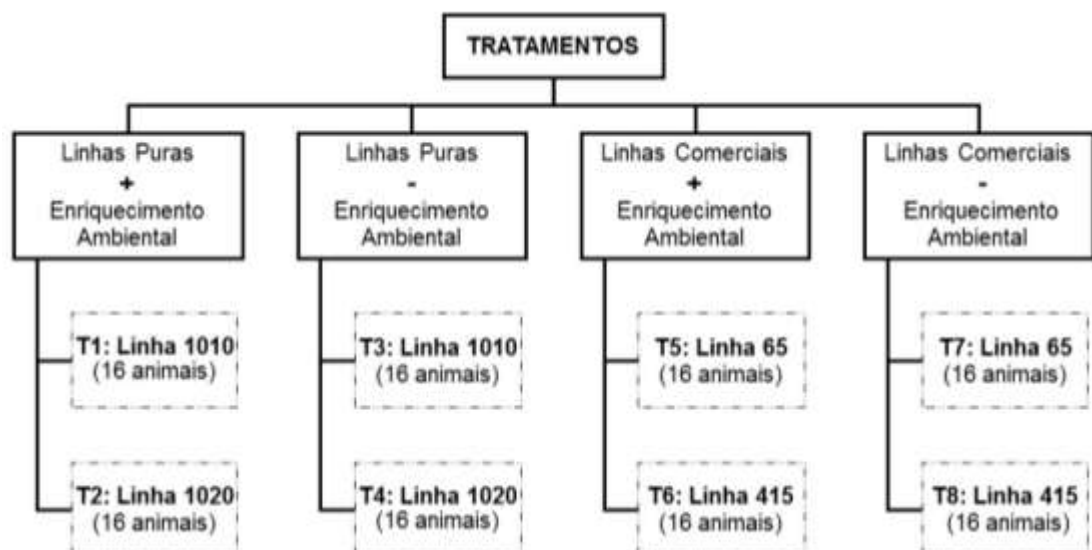 TRATAMENTOS
Linhas Puras
+
Enriquecimento
Ambiental
Linhas Puras
-
Enriquecimento
Ambiental
Linhas Comerciais
+
Enriquecimento
Ambiental
Linhas Comerciais
-
Enriquecimento
Ambiental
T1: Linha 1010
(16 animais)
T3: Linha 1010
(16 animais)
T5: Linha 65
(16 animais)
T7: Linha 65
(16 animais)
T2: Linha 1020
(16 animais)
T4: Linha 1020
(16 animais)
T6: Linha 415
(16 animais)
T8: Linha 415
(16 animais)